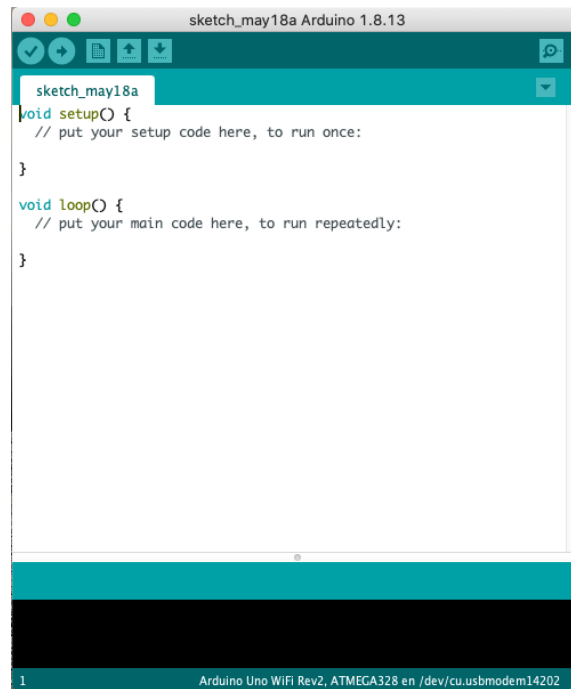 sketch_may18a Arduino 1.8.13
sketch_may18a
void setup() {
  // put your setup code here, to run once:
}
void loop() {
  // put your main code here, to run repeatedly:
}
1
Arduino Uno WiFi Rev2, ATMEGA328 en /dev/cu.usbmodem14202